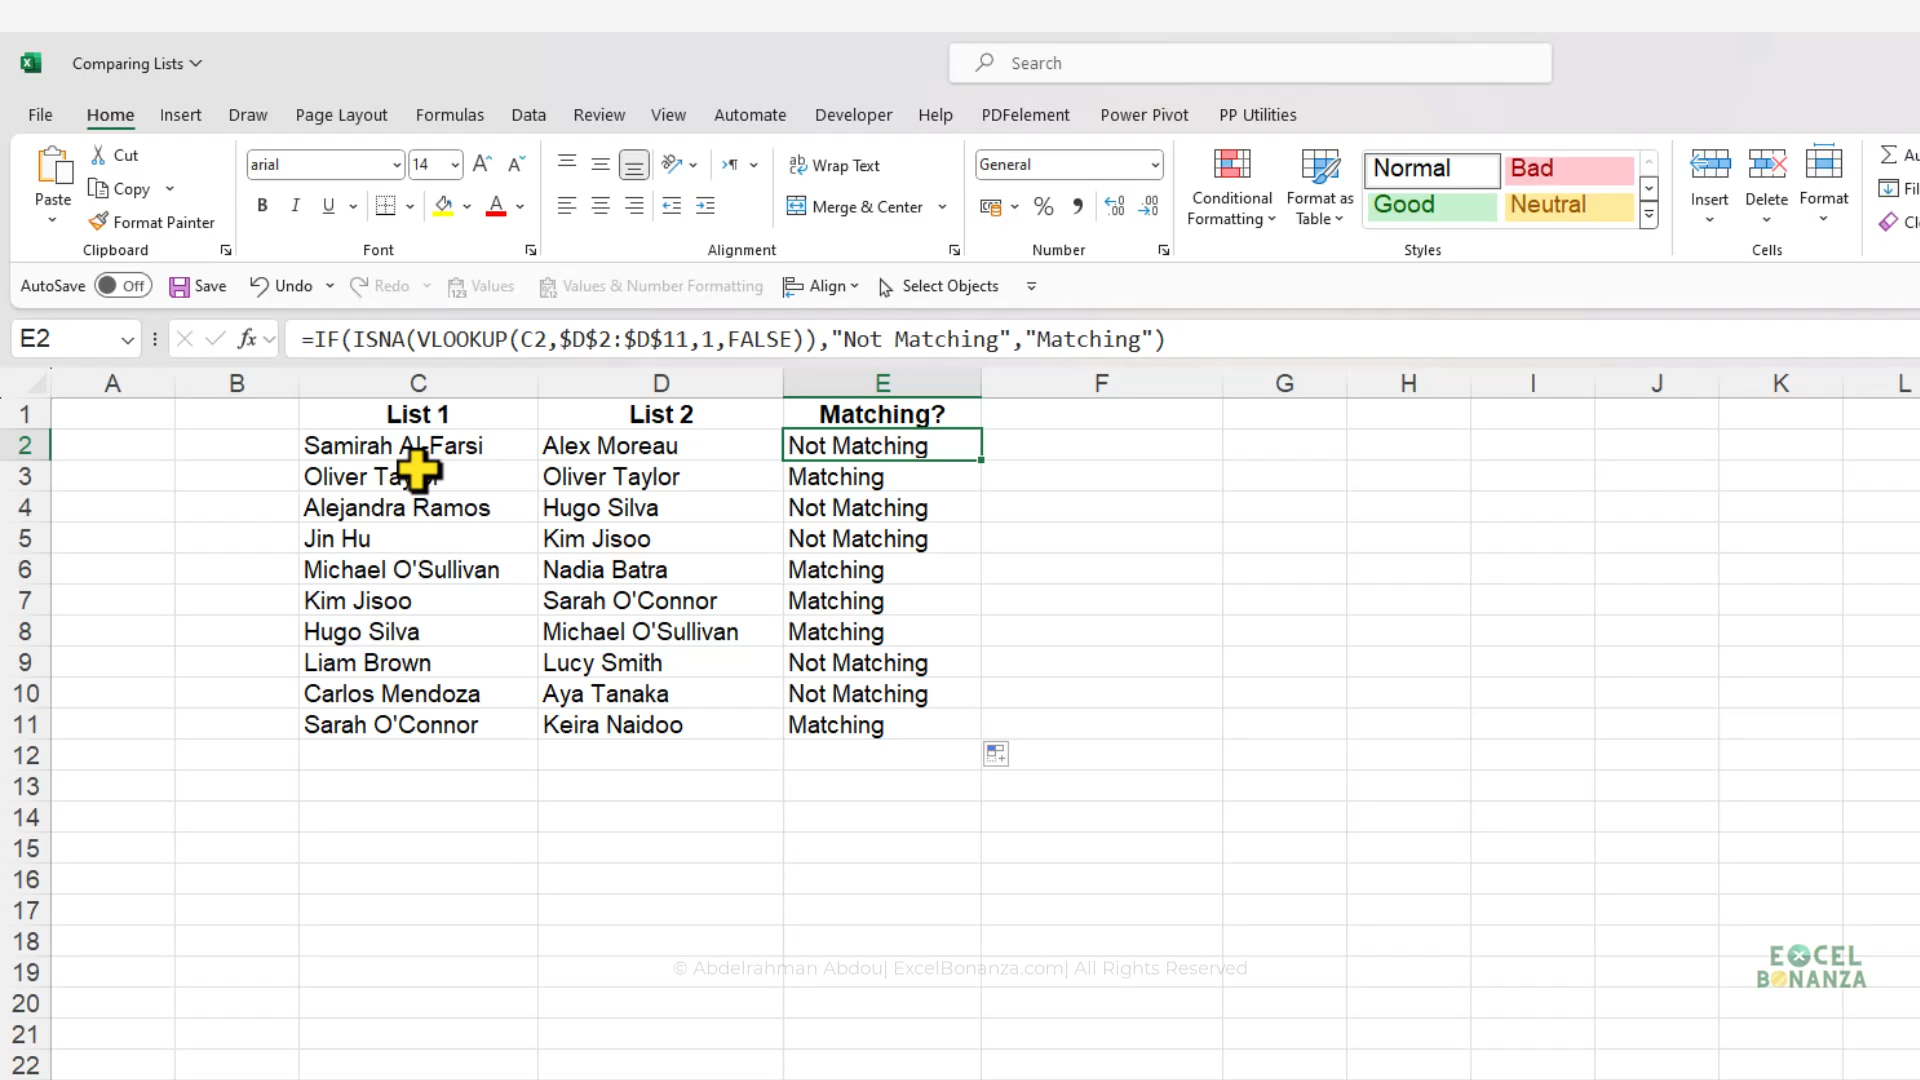 Comparing Lists
Search
File Home Insert Draw Page Layout Formulas Data Review View Automate Developer Help PDFelement Power Pivot PP Utilities
Paste
Cut
Copy
Format Painter
Clipboard
arial 14
B I U
Font
Wrap Text
Merge & Center
Alignment
General
Number
Conditional
Formatting
Format as
Table
Normal Bad
Good Neutral
Styles
Insert Delete Format
Cells
AutoSave Off Save Undo Redo Values Values & Number Formatting Align Select Objects
E2 fx =IF(ISNA(VLOOKUP(C2,$D$2:$D$11,1,FALSE)),"Not Matching","Matching")
A B C D E F G H I J K L
1 List 1 List 2 Matching?
2 Samirah Al-Farsi Alex Moreau Not Matching
3 Oliver Taylor Oliver Taylor Matching
4 Alejandra Ramos Hugo Silva Not Matching
5 Jin Hu Kim Jisoo Not Matching
6 Michael O'Sullivan Nadia Batra Matching
7 Kim Jisoo Sarah O'Connor Matching
8 Hugo Silva Michael O'Sullivan Matching
9 Liam Brown Lucy Smith Not Matching
10 Carlos Mendoza Aya Tanaka Not Matching
11 Sarah O'Connor Keira Naidoo Matching
12
13
14
15
16
17
18
19
20
21
22
© Abdelrahman Abdou| ExcelBonanza.com| All Rights Reserved
EXCEL
BONANZA